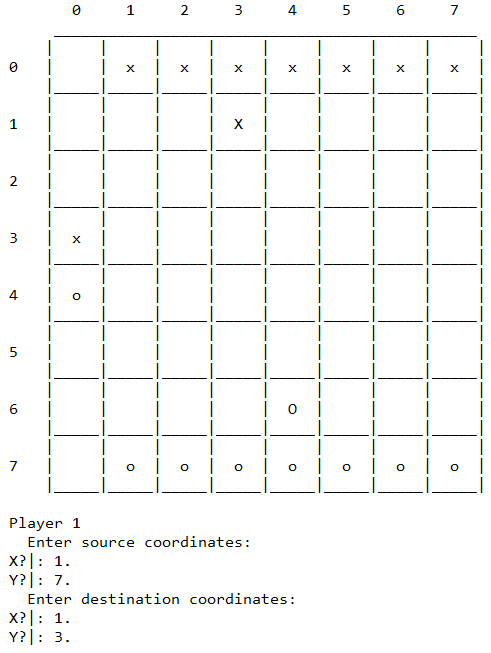 0 1 2 3 4 5 6 7
0 x x x x x x x
1 X
2
3 x
4 o
5
6 O
7 o o o o o o o
Player 1
Enter source coordinates:
X?|: 1.
Y?|: 7.
Enter destination coordinates:
X?|: 1.
Y?|: 3.